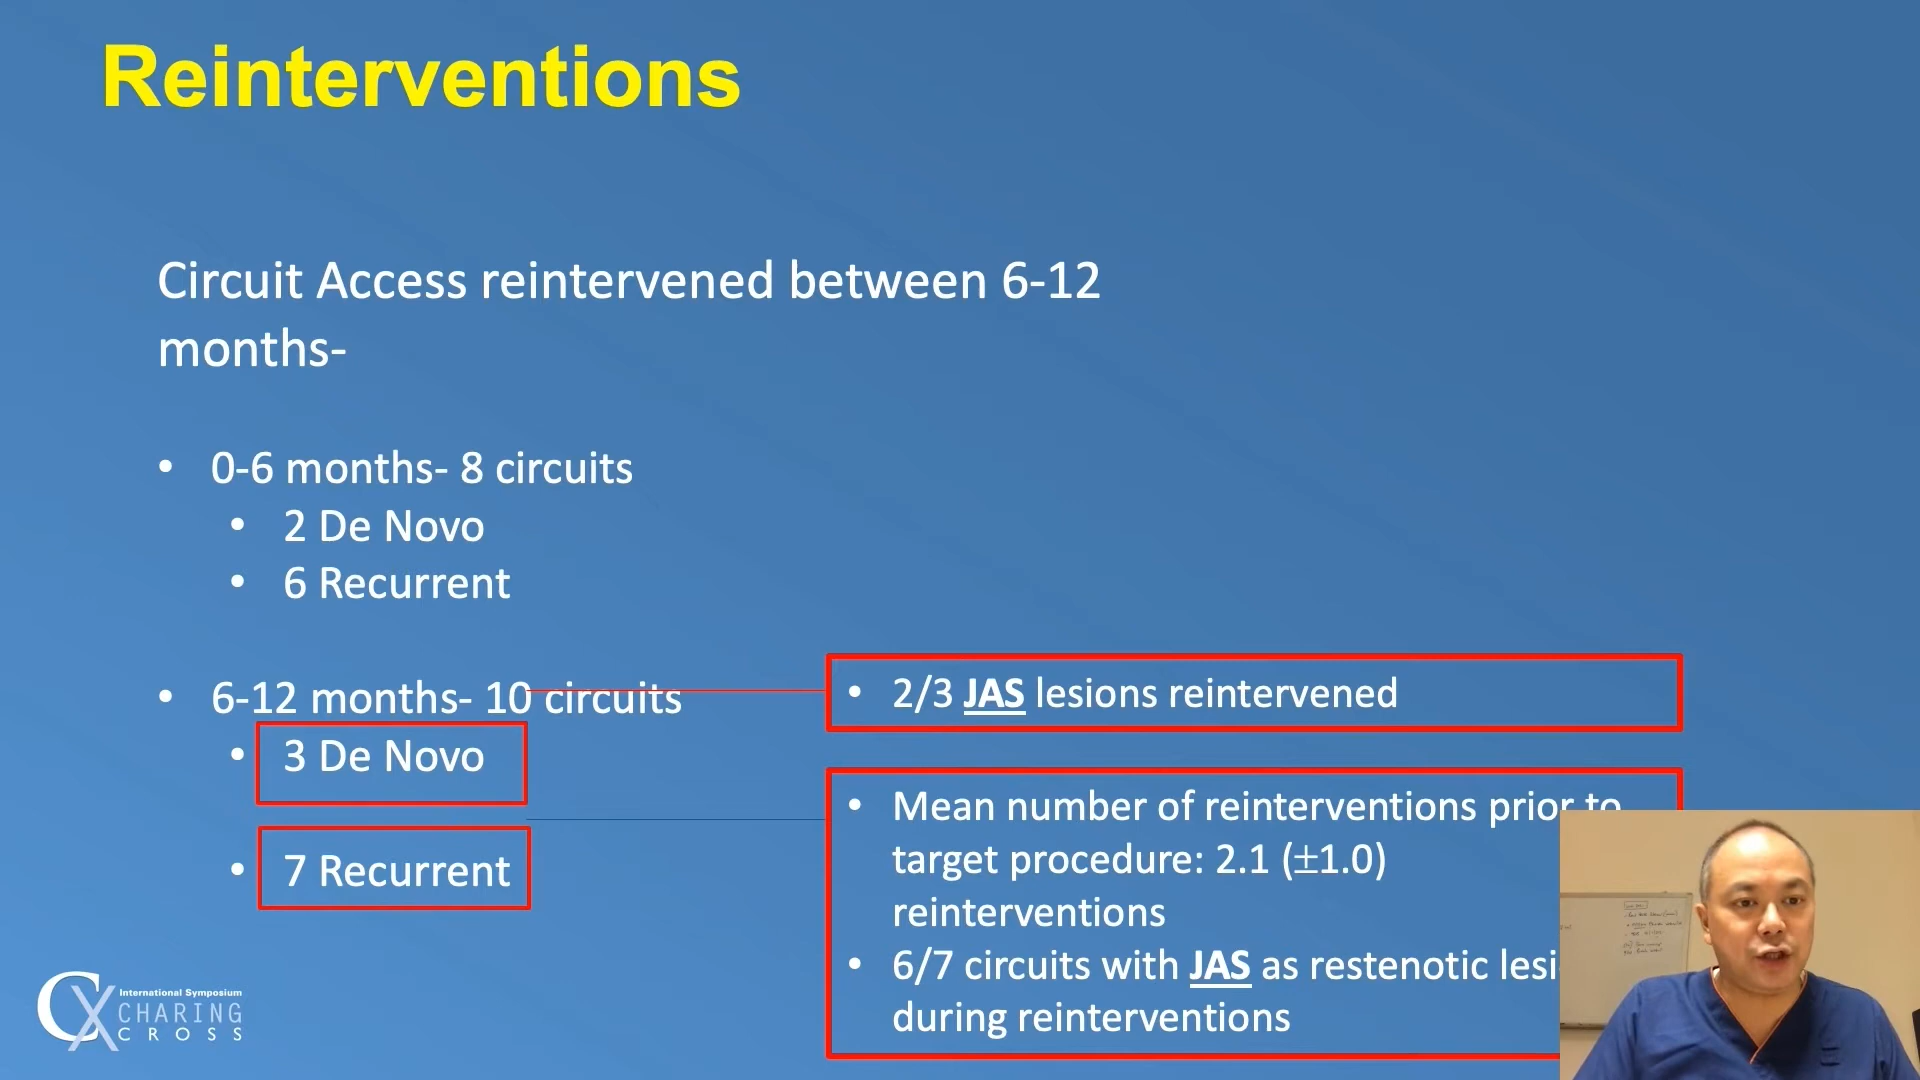 Reinterventions
Circuit Access reintervened between 6-12
months-
• 0-6 months- 8 circuits
• 2 De Novo
• 6 Recurrent
• 6-12 months- 10 circuits
• 3 De Novo
• 7 Recurrent
• 2/3 JAS lesions reintervened
• Mean number of reinterventions prior to
target procedure: 2.1 (±1.0)
reinterventions
• 6/7 circuits with JAS as restenotic lesi
during reinterventions
CX
International Symposium
CHARING
CROSS